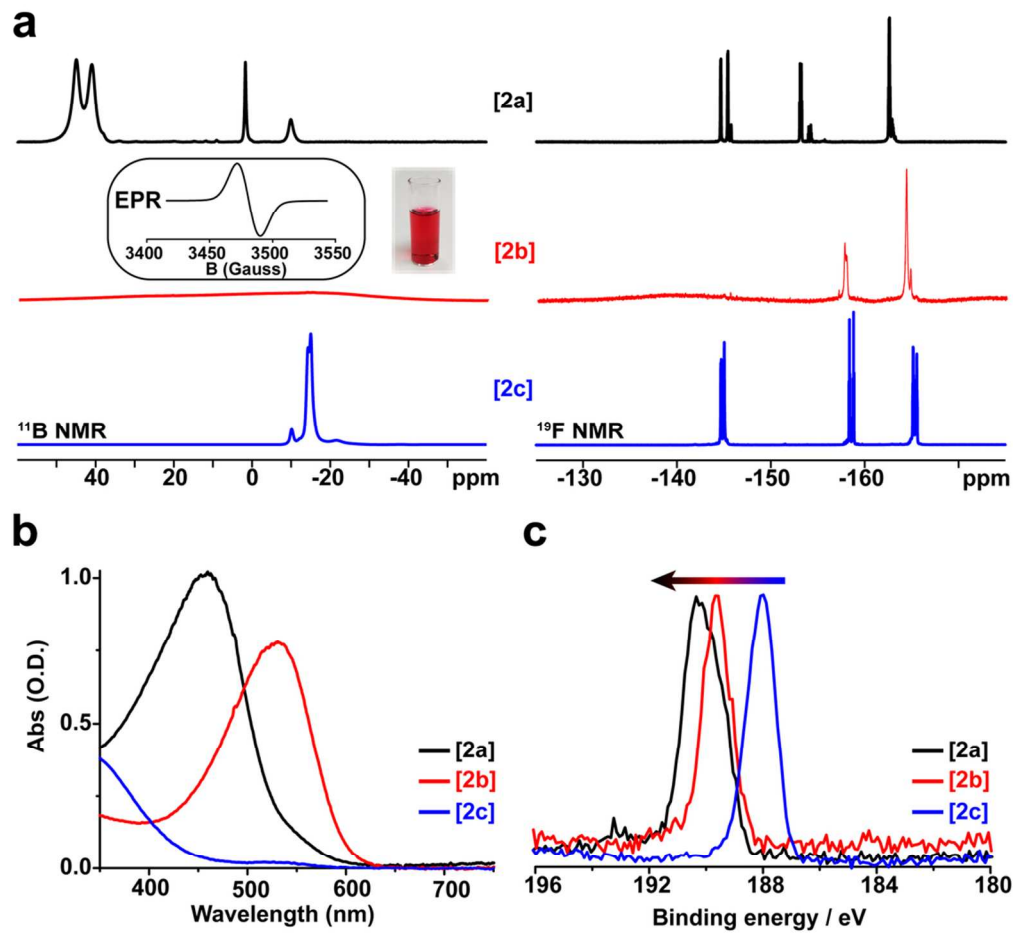 a
[2a]
EPR
3400 3450 3500 3550
B (Gauss)
[2b]
[2c]
¹¹B NMR
¹⁹F NMR
40 20 0 -20 -40 ppm
-130 -140 -150 -160 ppm
b
c
1.0
0.5
0.0
Abs (O.D.)
[2a]
[2b]
[2c]
400 500 600 700
Wavelength (nm)
[2a]
[2b]
[2c]
196 192 188 184 180
Binding energy / eV